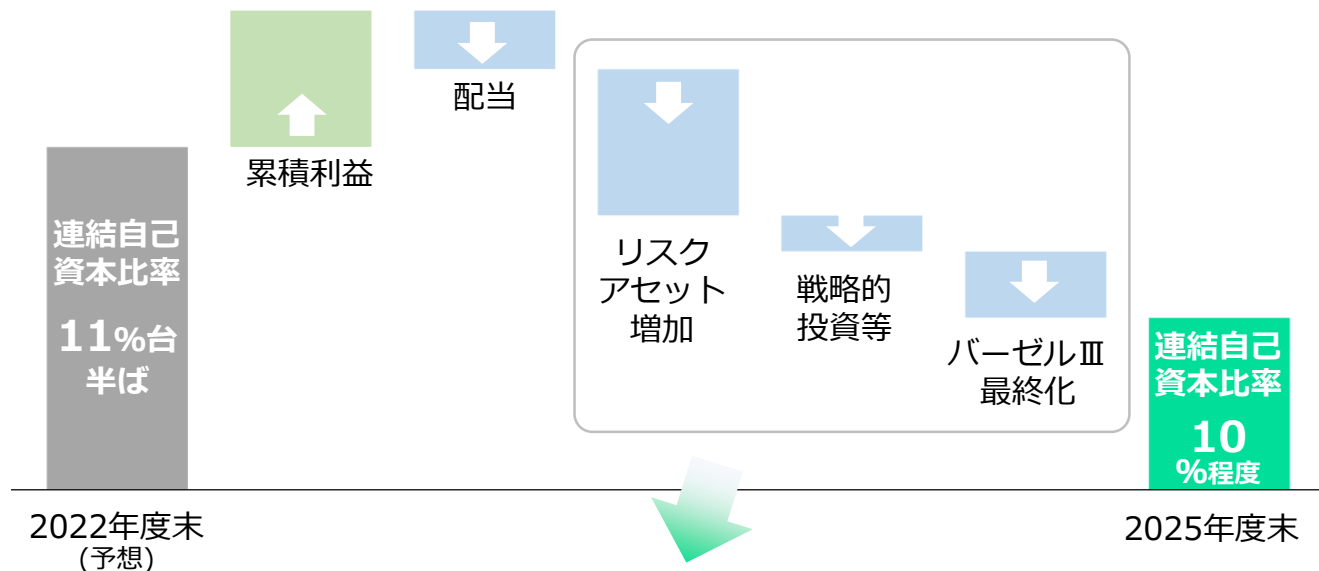 連結自己
資本比率
11%台
半ば
2022年度末
(予想)
累積利益
配当
リスク
アセット
増加
戦略的
投資等
バーゼルⅢ
最終化
連結自己
資本比率
10
%程度
2025年度末